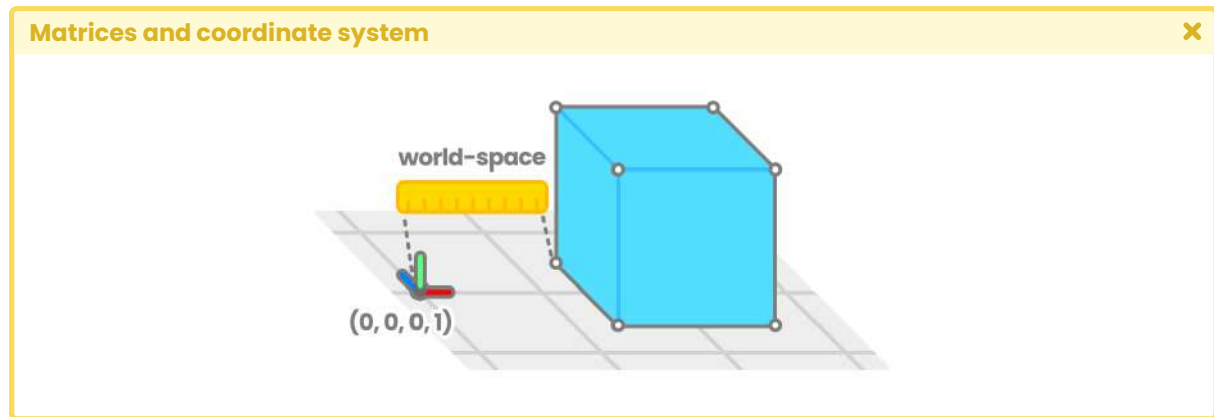 Matrices and coordinate system
world-space
(0, 0, 0, 1)